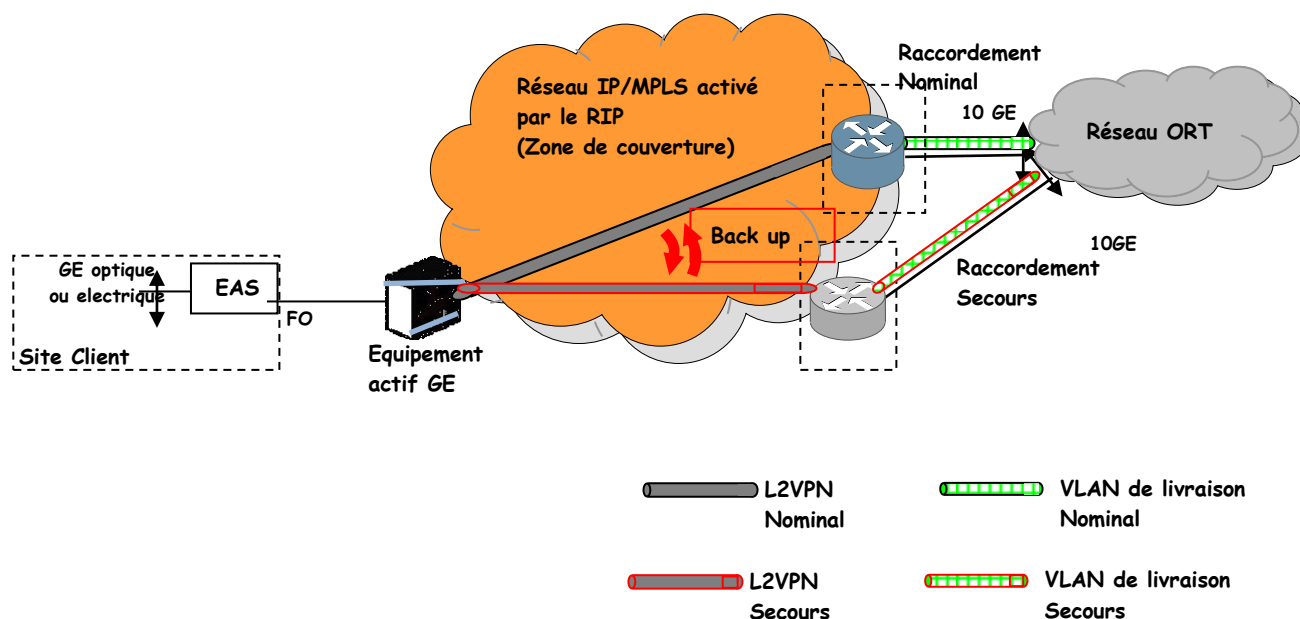 Raccordement
Nominal
Réseau IP/MPLS activé
par le RIP
(Zone de couverture)
10 GE
Réseau ORT
Back up
10GE
Raccordement
Secours
GE optique
ou electrique
EAS
FO
Site Client
Equipement
actif GE
L2VPN
Nominal
VLAN de livraison
Nominal
L2VPN
Secours
VLAN de livraison
Secours